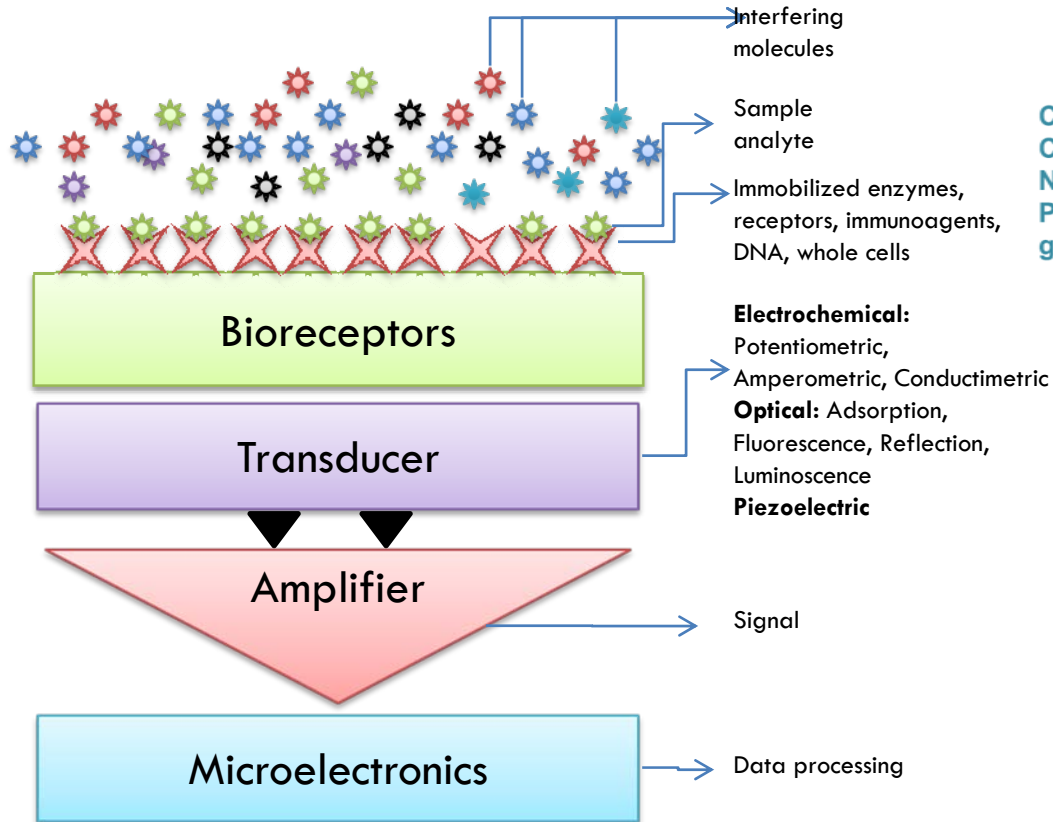 Interfering
molecules
Sample
analyte
Immobilized enzymes,
receptors, immunoagents,
DNA, whole cells
Bioreceptors
Electrochemical:
Potentiometric,
Amperometric, Conductimetric
Optical: Adsorption,
Fluorescence, Reflection,
Luminoscence
Piezoelectric
Transducer
Amplifier
Signal
Microelectronics
Data processing